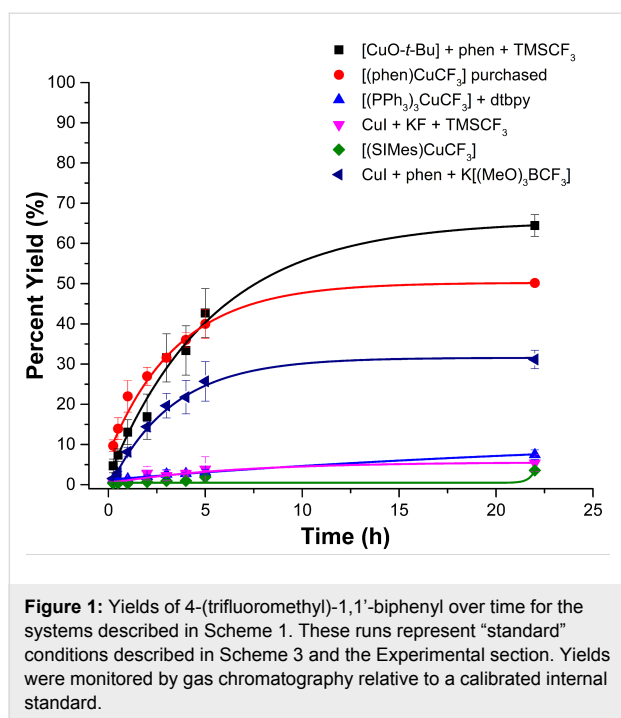 [CuO-t-Bu] + phen + TMSCF3
[(phen)CuCF3] purchased
[(PPh3)3CuCF3] + dtbpy
CuI + KF + TMSCF3
[(SIMes)CuCF3]
CuI + phen + K[(MeO)3BCF3]
Percent Yield (%)
100
90
80
70
60
50
40
30
20
10
0
0
5
10
15
20
25
Time (h)
Figure 1: Yields of 4-(trifluoromethyl)-1,1’-biphenyl over time for the
systems described in Scheme 1. These runs represent “standard”
conditions described in Scheme 3 and the Experimental section. Yields
were monitored by gas chromatography relative to a calibrated internal
standard.